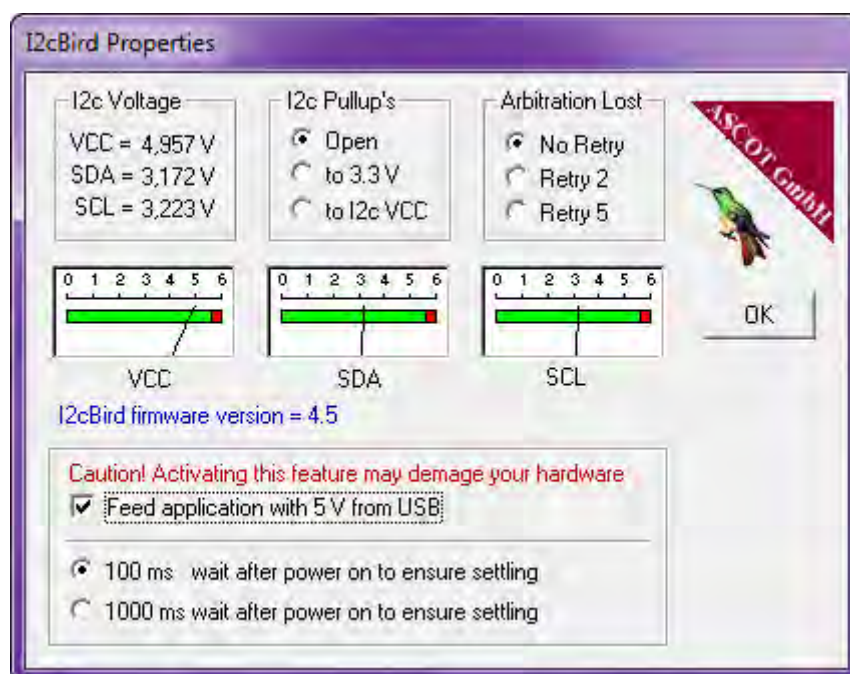 I2cBird Properties
I2c Voltage
VCC = 4,957 V
SDA = 3,172 V
SCL = 3,223 V
I2c Pullup's
Open
to 3.3 V
to I2c VCC
Arbitration Lost
No Retry
Retry 2
Retry 5
ASCOT GmbH
0 1 2 3 4 5 6
VCC
0 1 2 3 4 5 6
SDA
0 1 2 3 4 5 6
SCL
OK
I2cBird firmware version = 4.5
Caution! Activating this feature may demage your hardware
Feed application with 5 V from USB
100 ms wait after power on to ensure settling
1000 ms wait after power on to ensure settling